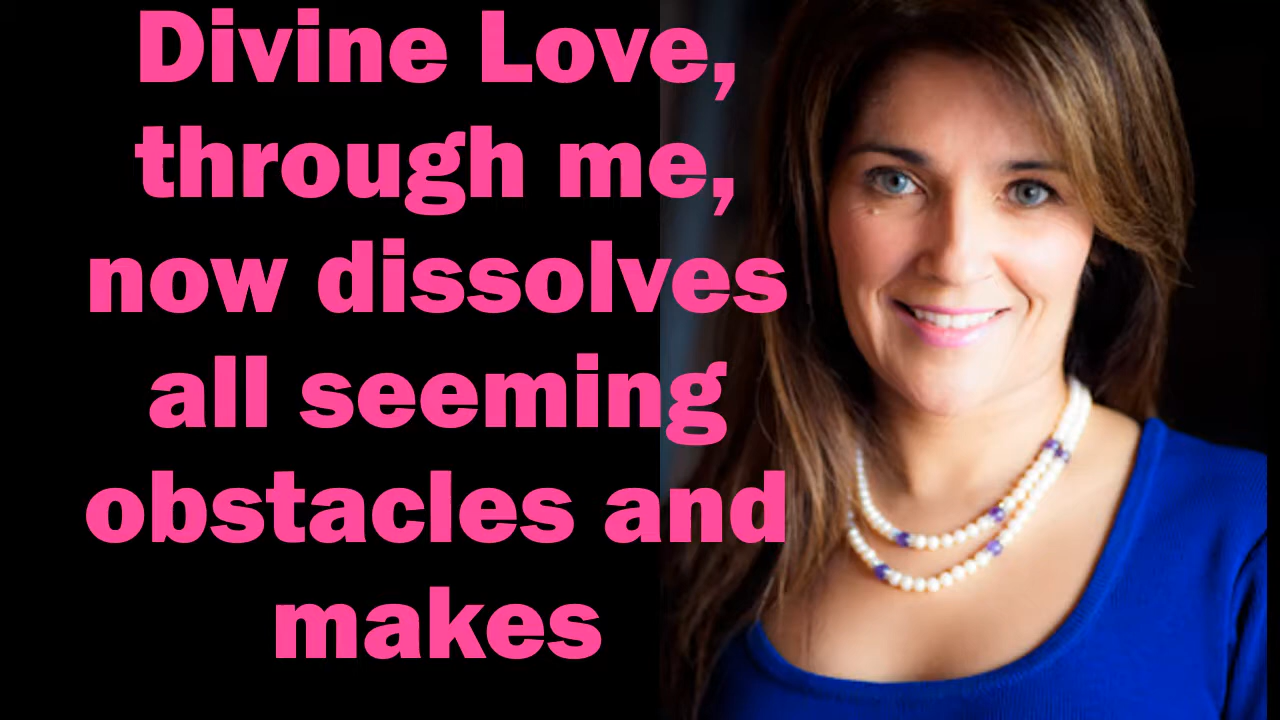 Divine Love,
through me,
now dissolves
all seeming
obstacles and
makes